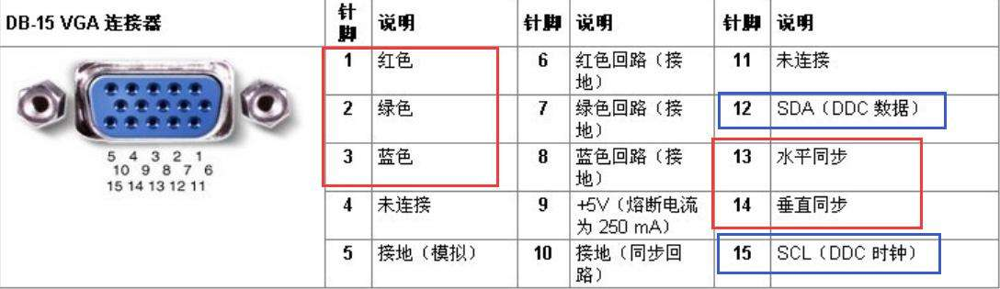 DB-15 VGA 连接器
针脚 说明 针脚 说明 针脚 说明
1 红色 6 红色回路（接地） 11 未连接
2 绿色 7 绿色回路（接地） 12 SDA（DDC 数据）
3 蓝色 8 蓝色回路（接地） 13 水平同步
4 未连接 9 +5V（熔断电流为 250 mA） 14 垂直同步
5 接地（模拟） 10 接地（同步回路） 15 SCL（DDC 时钟）
5 4 3 2 1
10 9 8 7 6
15 14 13 12 11